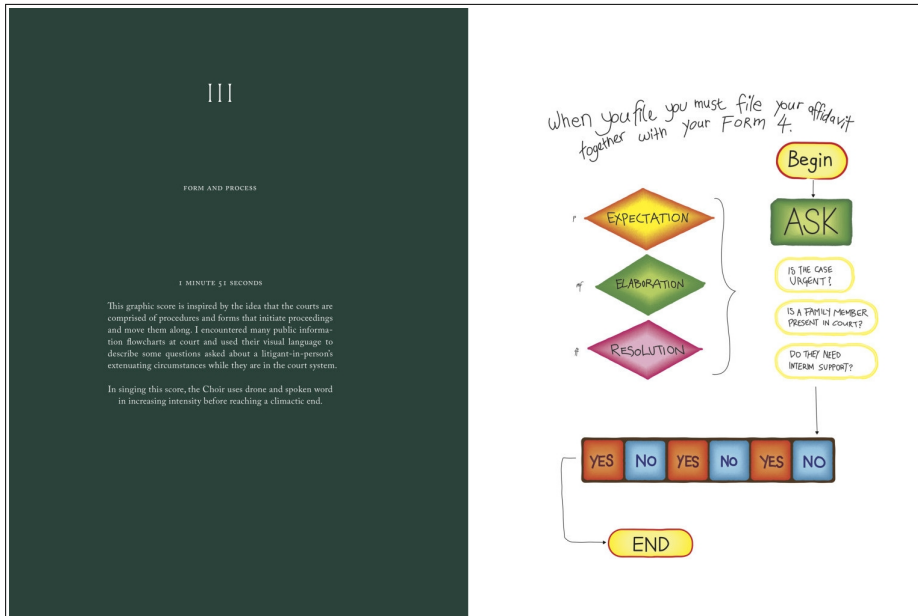 III
FORM AND PROCESS
1 MINUTE 51 SECONDS
This graphic score is inspired by the idea that the courts are
comprised of procedures and forms that initiate proceedings
and move them along. I encountered many public informa-
tion flowcharts at court and used their visual language to
describe some questions asked about a litigant-in-person's
extenuating circumstances while they are in the court system.
In singing this score, the Choir uses drone and spoken word
in increasing intensity before reaching a climactic end.
When you file you must file your affidavit
together with your FORM 4.
Begin
ASK
EXPECTATION
mf
ELABORATION
RESOLUTION
IS THE CASE
URGENT?
IS A FAMILY MEMBER
PRESENT IN COURT?
DO THEY NEED
INTERIM SUPPORT?
YES NO YES NO YES NO
END